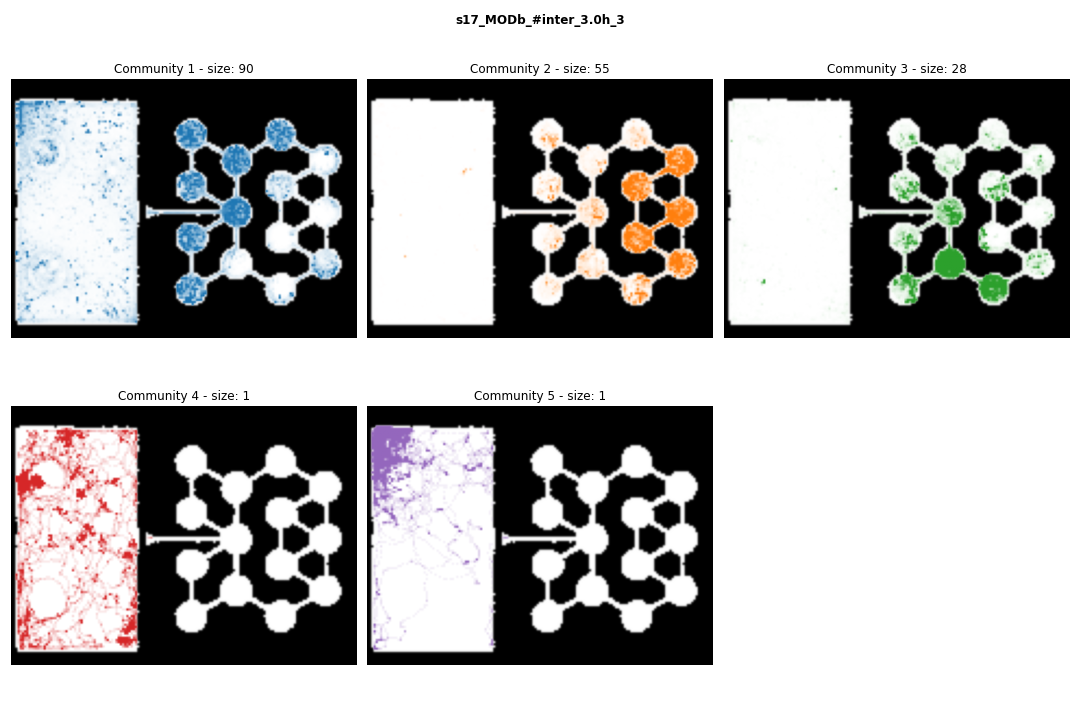 s17_MODb_#inter_3.0h_3
Community 1 - size: 90
Community 2 - size: 55
Community 3 - size: 28
Community 4 - size: 1
Community 5 - size: 1